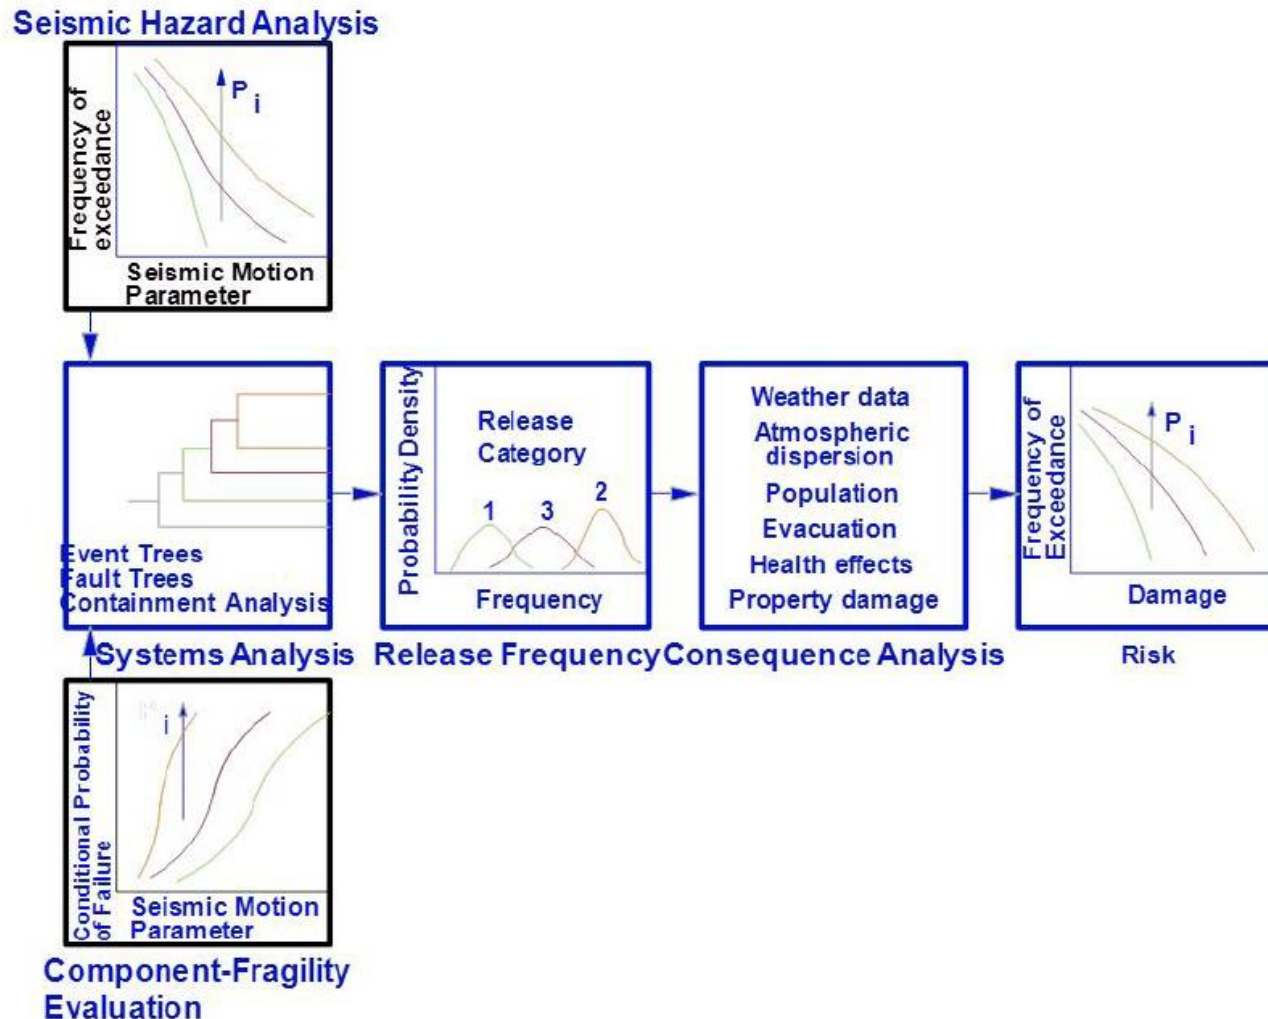 Seismic Hazard Analysis
Frequency of
exceedance
P i
Seismic Motion
Parameter
Event Trees
Fault Trees
Containment Analysis
Systems Analysis
Probability Density
Release
Category
1
3
2
Frequency
Release Frequency
Weather data
Atmospheric
dispersion
Population
Evacuation
Health effects
Property damage
Consequence Analysis
Frequency of
Exceedance
P i
Damage
Risk
Conditional Probability
of Failure
i
Seismic Motion
Parameter
Component-Fragility
Evaluation